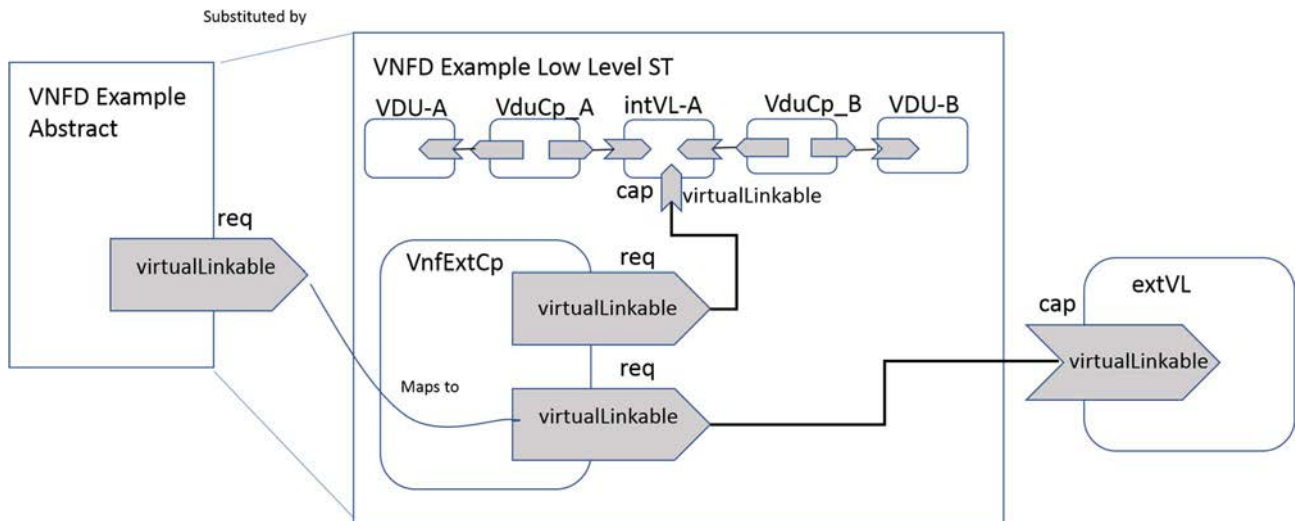 Substituted by
VNFD Example
Abstract
req
virtualLinkable
VNFD Example Low Level ST
VDU-A
VduCp_A
intVL-A
VduCp_B
VDU-B
cap
virtualLinkable
VnfExtCp
req
virtualLinkable
Maps to
req
virtualLinkable
extVL
cap
virtualLinkable